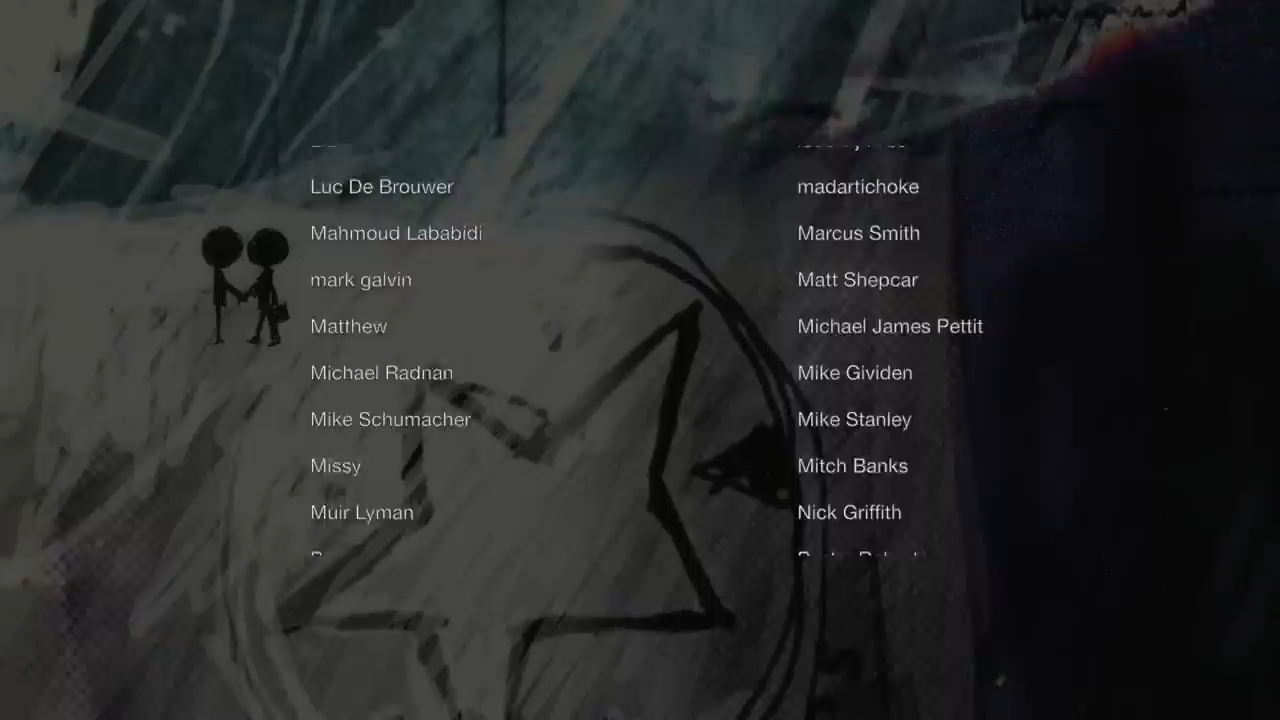 Luc De Brouwer madartichoke
Mahmoud Lababidi Marcus Smith
mark galvin Matt Shepcar
Matthew Michael James Pettit
Michael Radnan Mike Gividen
Mike Schumacher Mike Stanley
Missy Mitch Banks
Muir Lyman Nick Griffith